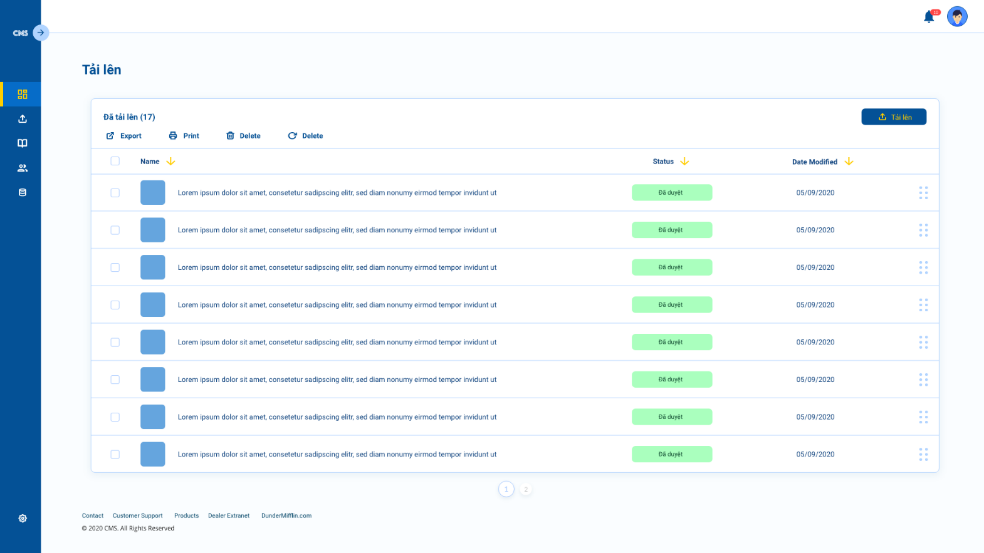 CMS
Tải lên
Đã tải lên (17)
Tải lên
Export Print Delete Delete
Name Status Date Modified
Lorem ipsum dolor sit amet, consetetur sadipscing elitr, sed diam nonumy eirmod tempor invidunt ut Đã duyệt 05/09/2020
Lorem ipsum dolor sit amet, consetetur sadipscing elitr, sed diam nonumy eirmod tempor invidunt ut Đã duyệt 05/09/2020
Lorem ipsum dolor sit amet, consetetur sadipscing elitr, sed diam nonumy eirmod tempor invidunt ut Đã duyệt 05/09/2020
Lorem ipsum dolor sit amet, consetetur sadipscing elitr, sed diam nonumy eirmod tempor invidunt ut Đã duyệt 05/09/2020
Lorem ipsum dolor sit amet, consetetur sadipscing elitr, sed diam nonumy eirmod tempor invidunt ut Đã duyệt 05/09/2020
Lorem ipsum dolor sit amet, consetetur sadipscing elitr, sed diam nonumy eirmod tempor invidunt ut Đã duyệt 05/09/2020
Lorem ipsum dolor sit amet, consetetur sadipscing elitr, sed diam nonumy eirmod tempor invidunt ut Đã duyệt 05/09/2020
Lorem ipsum dolor sit amet, consetetur sadipscing elitr, sed diam nonumy eirmod tempor invidunt ut Đã duyệt 05/09/2020
1 2
Contact Customer Support Products Dealer Extranet DunderMifflin.com
© 2020 CMS. All Rights Reserved